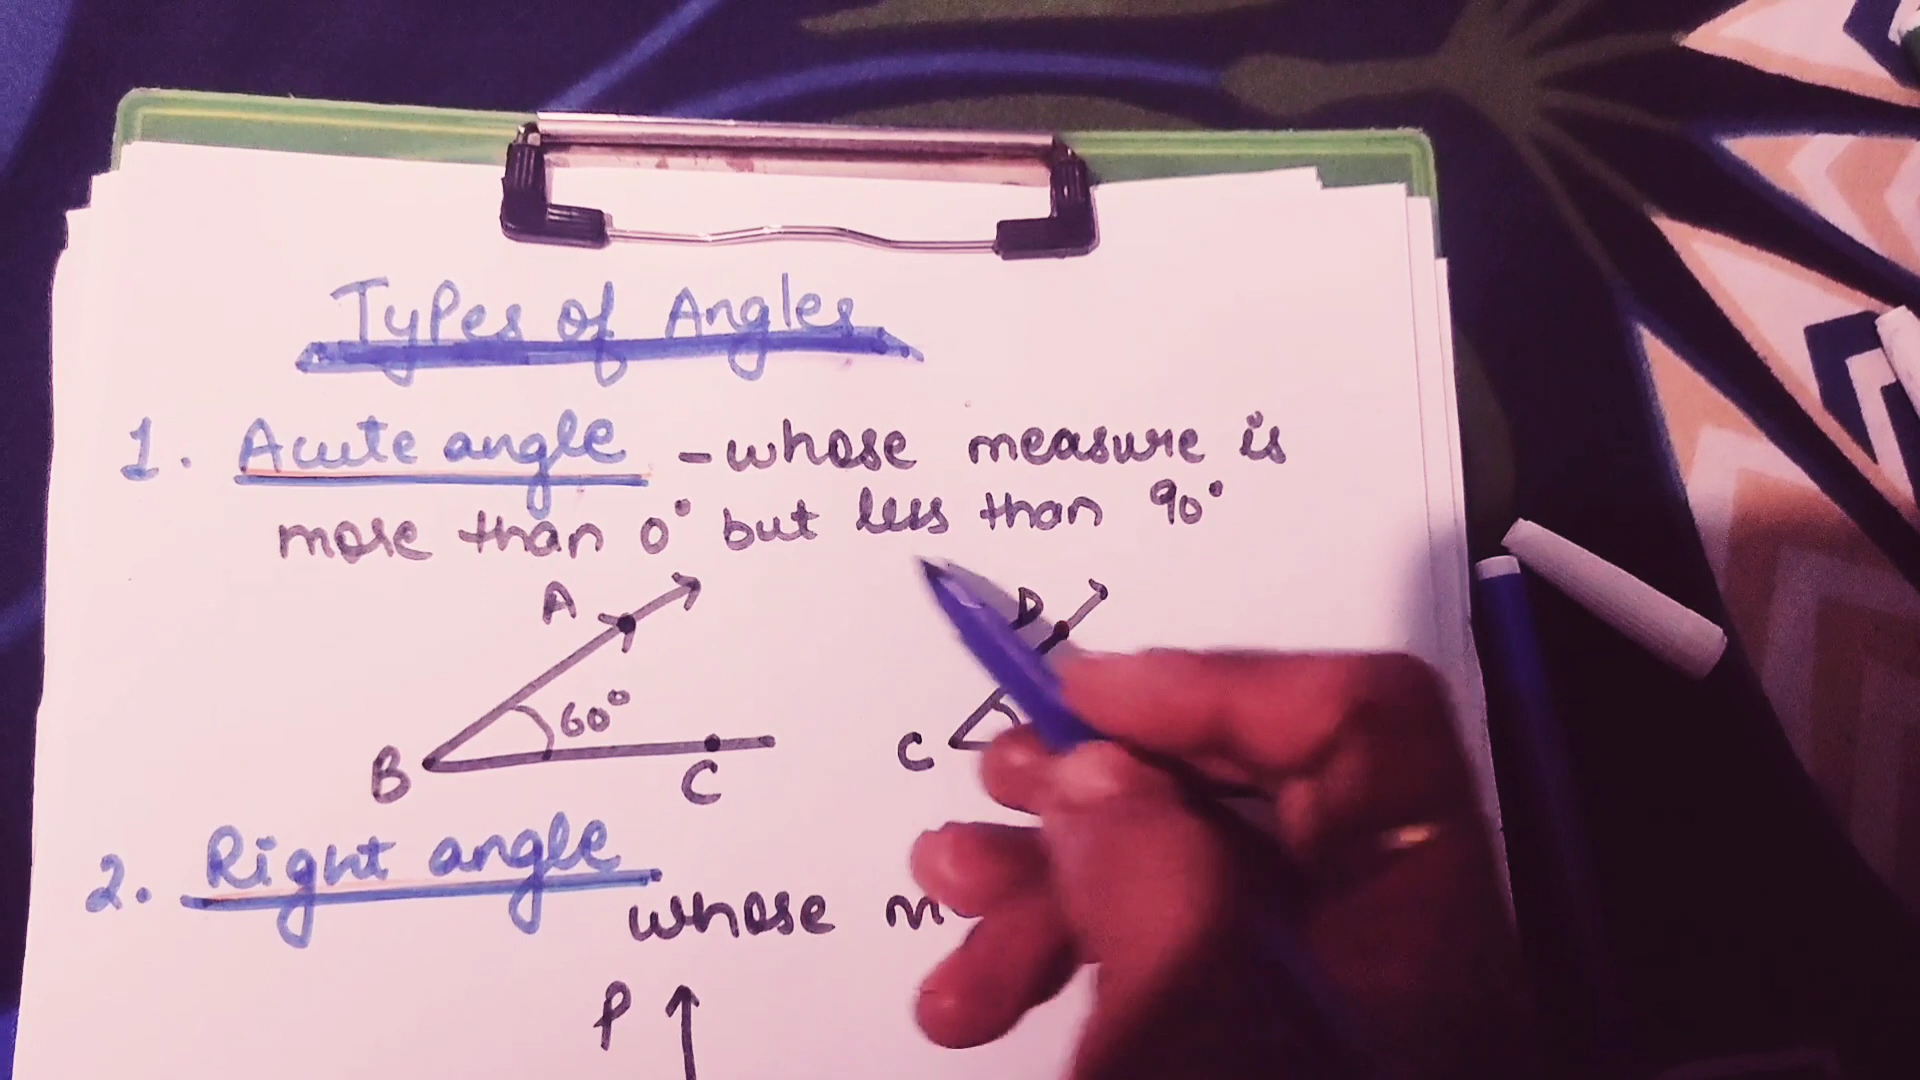 Types of Angles
1. Acute angle - whose measure is
more than 0° but less than 90°
A
D
60°
B
C
C
2. Right angle
whose
P